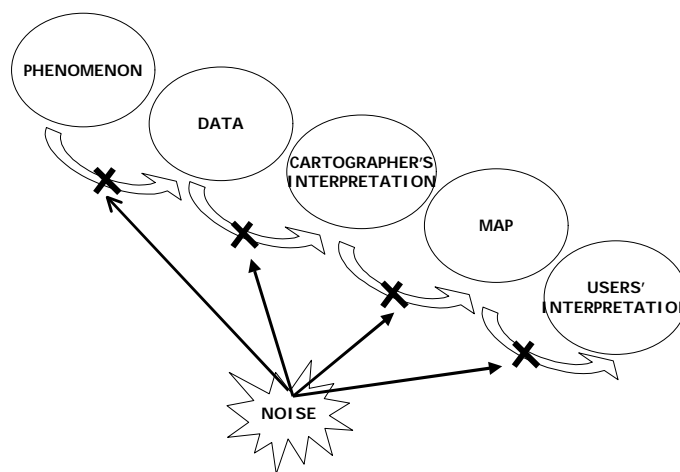 PHENOMENON
DATA
CARTOGRAPHER'S
INTERPRETATION
MAP
USERS'
INTERPRETATION
NOISE